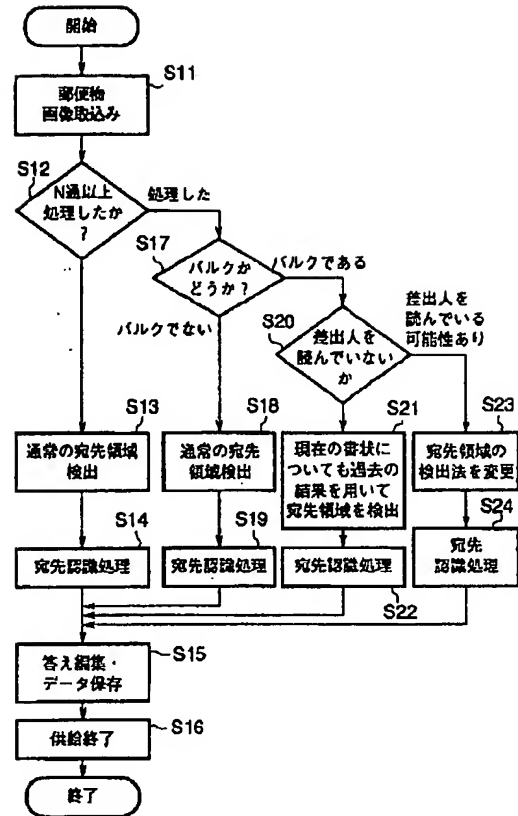 開始
S11
郵便物
画像取込み
S12
N通以上
処理したか
?
処理した
S17
バルクか
どうか?
バルクである
バルクでない
S20
差出人を
読んでいない
か
差出人を
読んでいる
可能性あり
S13
通常の宛先領域
検出
S18
通常の宛先
領域検出
S21
現在の書状に
ついても過去の
結果を用いて
宛先領域を検出
S23
宛先領域の
検出法を変更
S14
宛先認識処理
S19
宛先認識処理
宛先認識処理
S22
S24
宛先
認識処理
答え編集・
データ保存
S15
供給終了
S16
終了